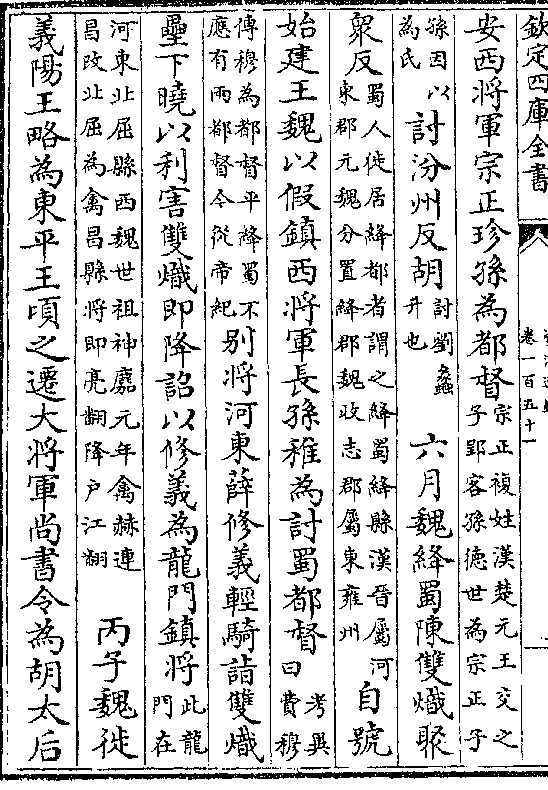 欽定四庫全書
卷一百五十一
安西將軍宗正珍孫為都督宗正複姓漢楚元王交之子郢客孫德世為宗正子
孫因以為氏討汾州反胡討劉蠡升也六月魏絳蜀陳雙熾聚
衆反蜀人徙居絳都者謂之絳蜀絳縣漢晉屬河東郡元魏分置絳郡魏收志郡屬東雍州自號
始建王魏以假鎮西將軍長孫稚為討蜀都督考異曰費穆
傳穆為都督平絳蜀不應有兩都督今從帝紀别將河東薛修義輕騎詣雙熾
壘下曉以利害雙熾即降詔以修義為龍門鎮將此龍門在
河東北屈縣西魏世祖神䴥元年禽赫連昌改北屈為禽昌縣將即亮翻降户江翻丙子魏徙
義陽王略為東平王頃之遷大將軍尚書令為胡太后